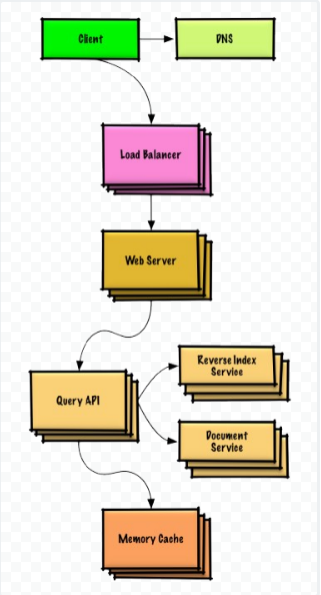 Client
DNS
Load Balancer
Web Server
Reverse Index
Service
Query API
Document
Service
Memory Cache